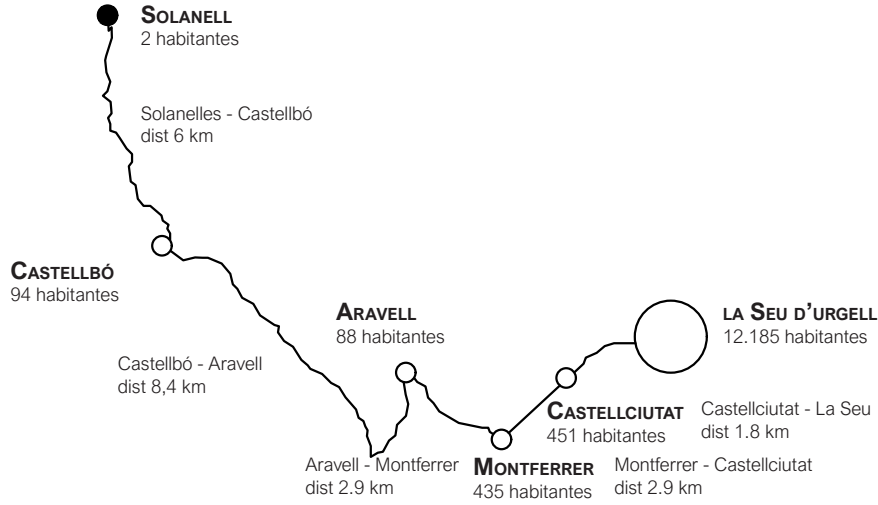 SOLANELL
2 habitantes
Solanelles - Castellbó
dist 6 km
CASTELLBÓ
94 habitantes
ARAVELL
88 habitantes
LA SEU D'URGELL
12.185 habitantes
Castellbó - Aravell
dist 8,4 km
CASTELLCIUTAT
451 habitantes
Castellciutat - La Seu
dist 1.8 km
Aravell - Montferrer
dist 2.9 km
MONTFERRER
435 habitantes
Montferrer - Castellciutat
dist 2.9 km